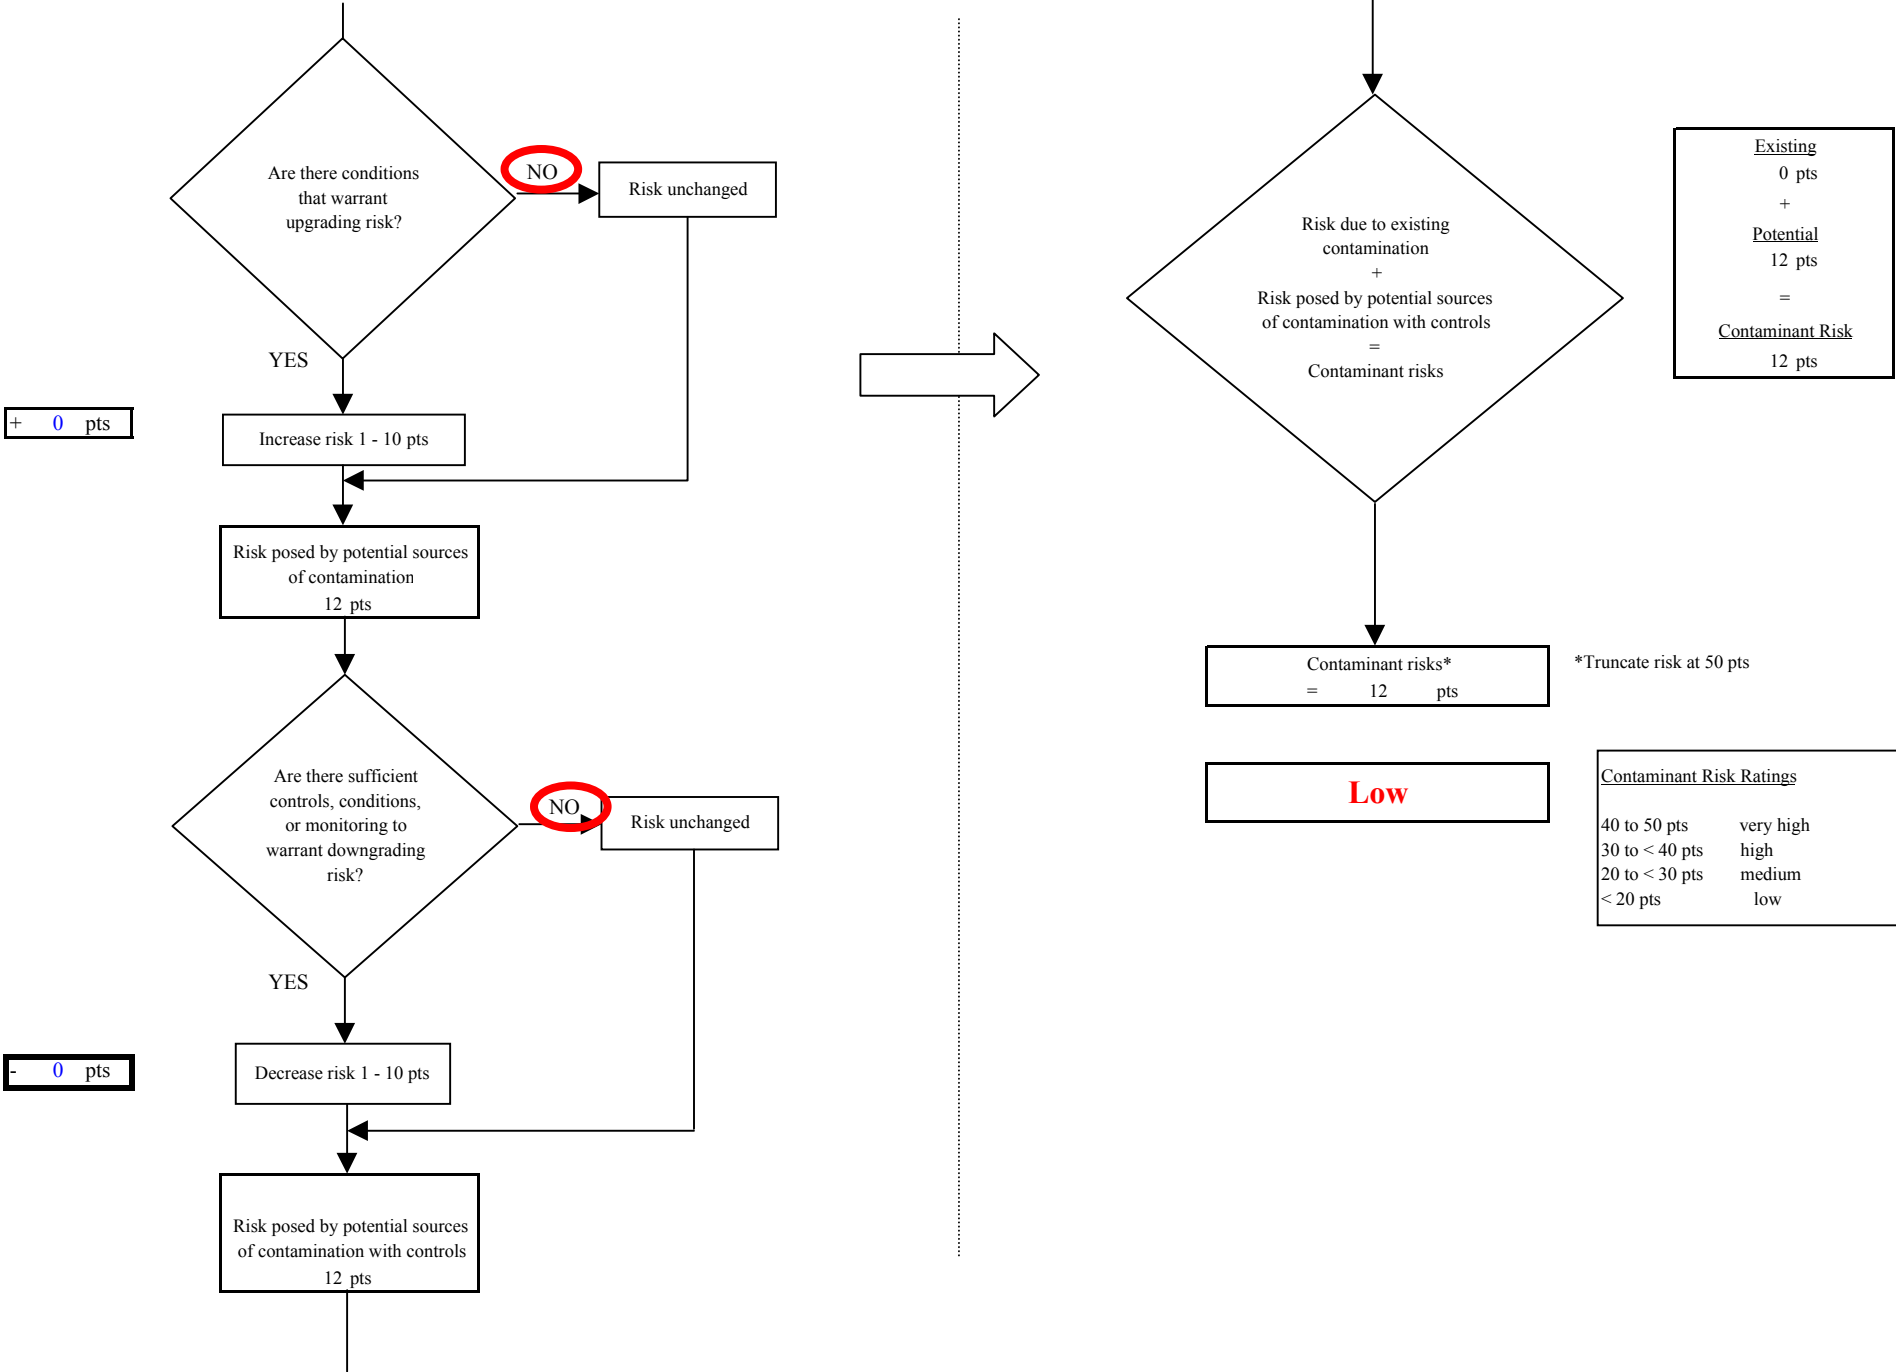 Are there conditions
that warrant
upgrading risk?
NO
Risk unchanged
YES
+ 0 pts
Increase risk 1 - 10 pts
Risk posed by potential sources
of contamination
12 pts
Are there sufficient
controls, conditions,
or monitoring to
warrant downgrading
risk?
NO
Risk unchanged
YES
- 0 pts
Decrease risk 1 - 10 pts
Risk posed by potential sources
of contamination with controls
12 pts
Risk due to existing
contamination
+
Risk posed by potential sources
of contamination with controls
=
Contaminant risks
Existing
0 pts
+
Potential
12 pts
=
Contaminant Risk
12 pts
Contaminant risks*
= 12 pts
*Truncate risk at 50 pts
Low
Contaminant Risk Ratings
40 to 50 pts very high
30 to < 40 pts high
20 to < 30 pts medium
< 20 pts low